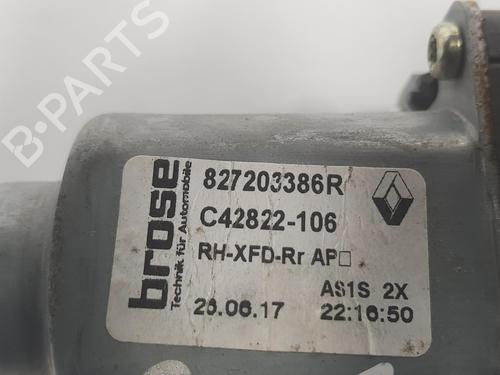 B-PARTS
brose
Technik für Automobile
827203386R
C42822-106
RH-XFD-Rr AP□
AS1S 2X
26.06.17 22:16:50